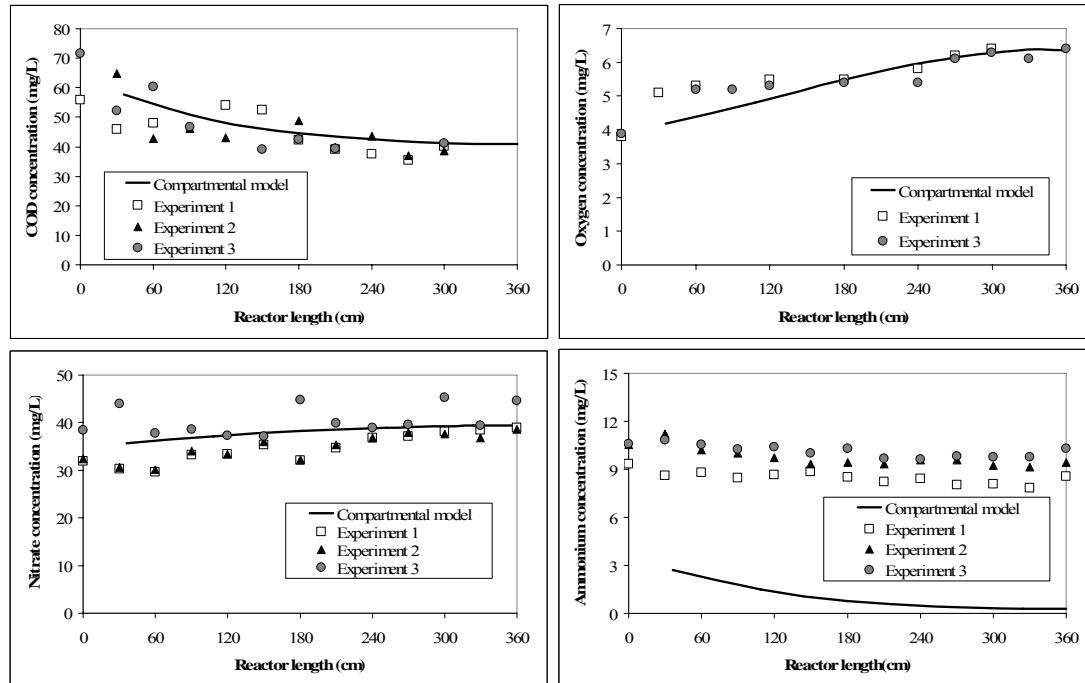 COD concentration (mg/L)
80
70
60
50
40
30
20
10
0
Compartmental model
Experiment 1
Experiment 2
Experiment 3
0 60 120 180 240 300 360
Reactor length (cm)
Oxygen concentration (mg/L)
7
6
5
4
3
2
1
0
Compartmental model
Experiment 1
Experiment 3
0 60 120 180 240 300 360
Reactor length (cm)
Nitrate concentration (mg/L)
50
40
30
20
10
0
Compartmental model
Experiment 1
Experiment 2
Experiment 3
0 60 120 180 240 300 360
Reactor length (cm)
Ammonium concentration (mg/L)
15
12
9
6
3
0
Compartmental model
Experiment 1
Experiment 2
Experiment 3
0 60 120 180 240 300 360
Reactor length(cm)